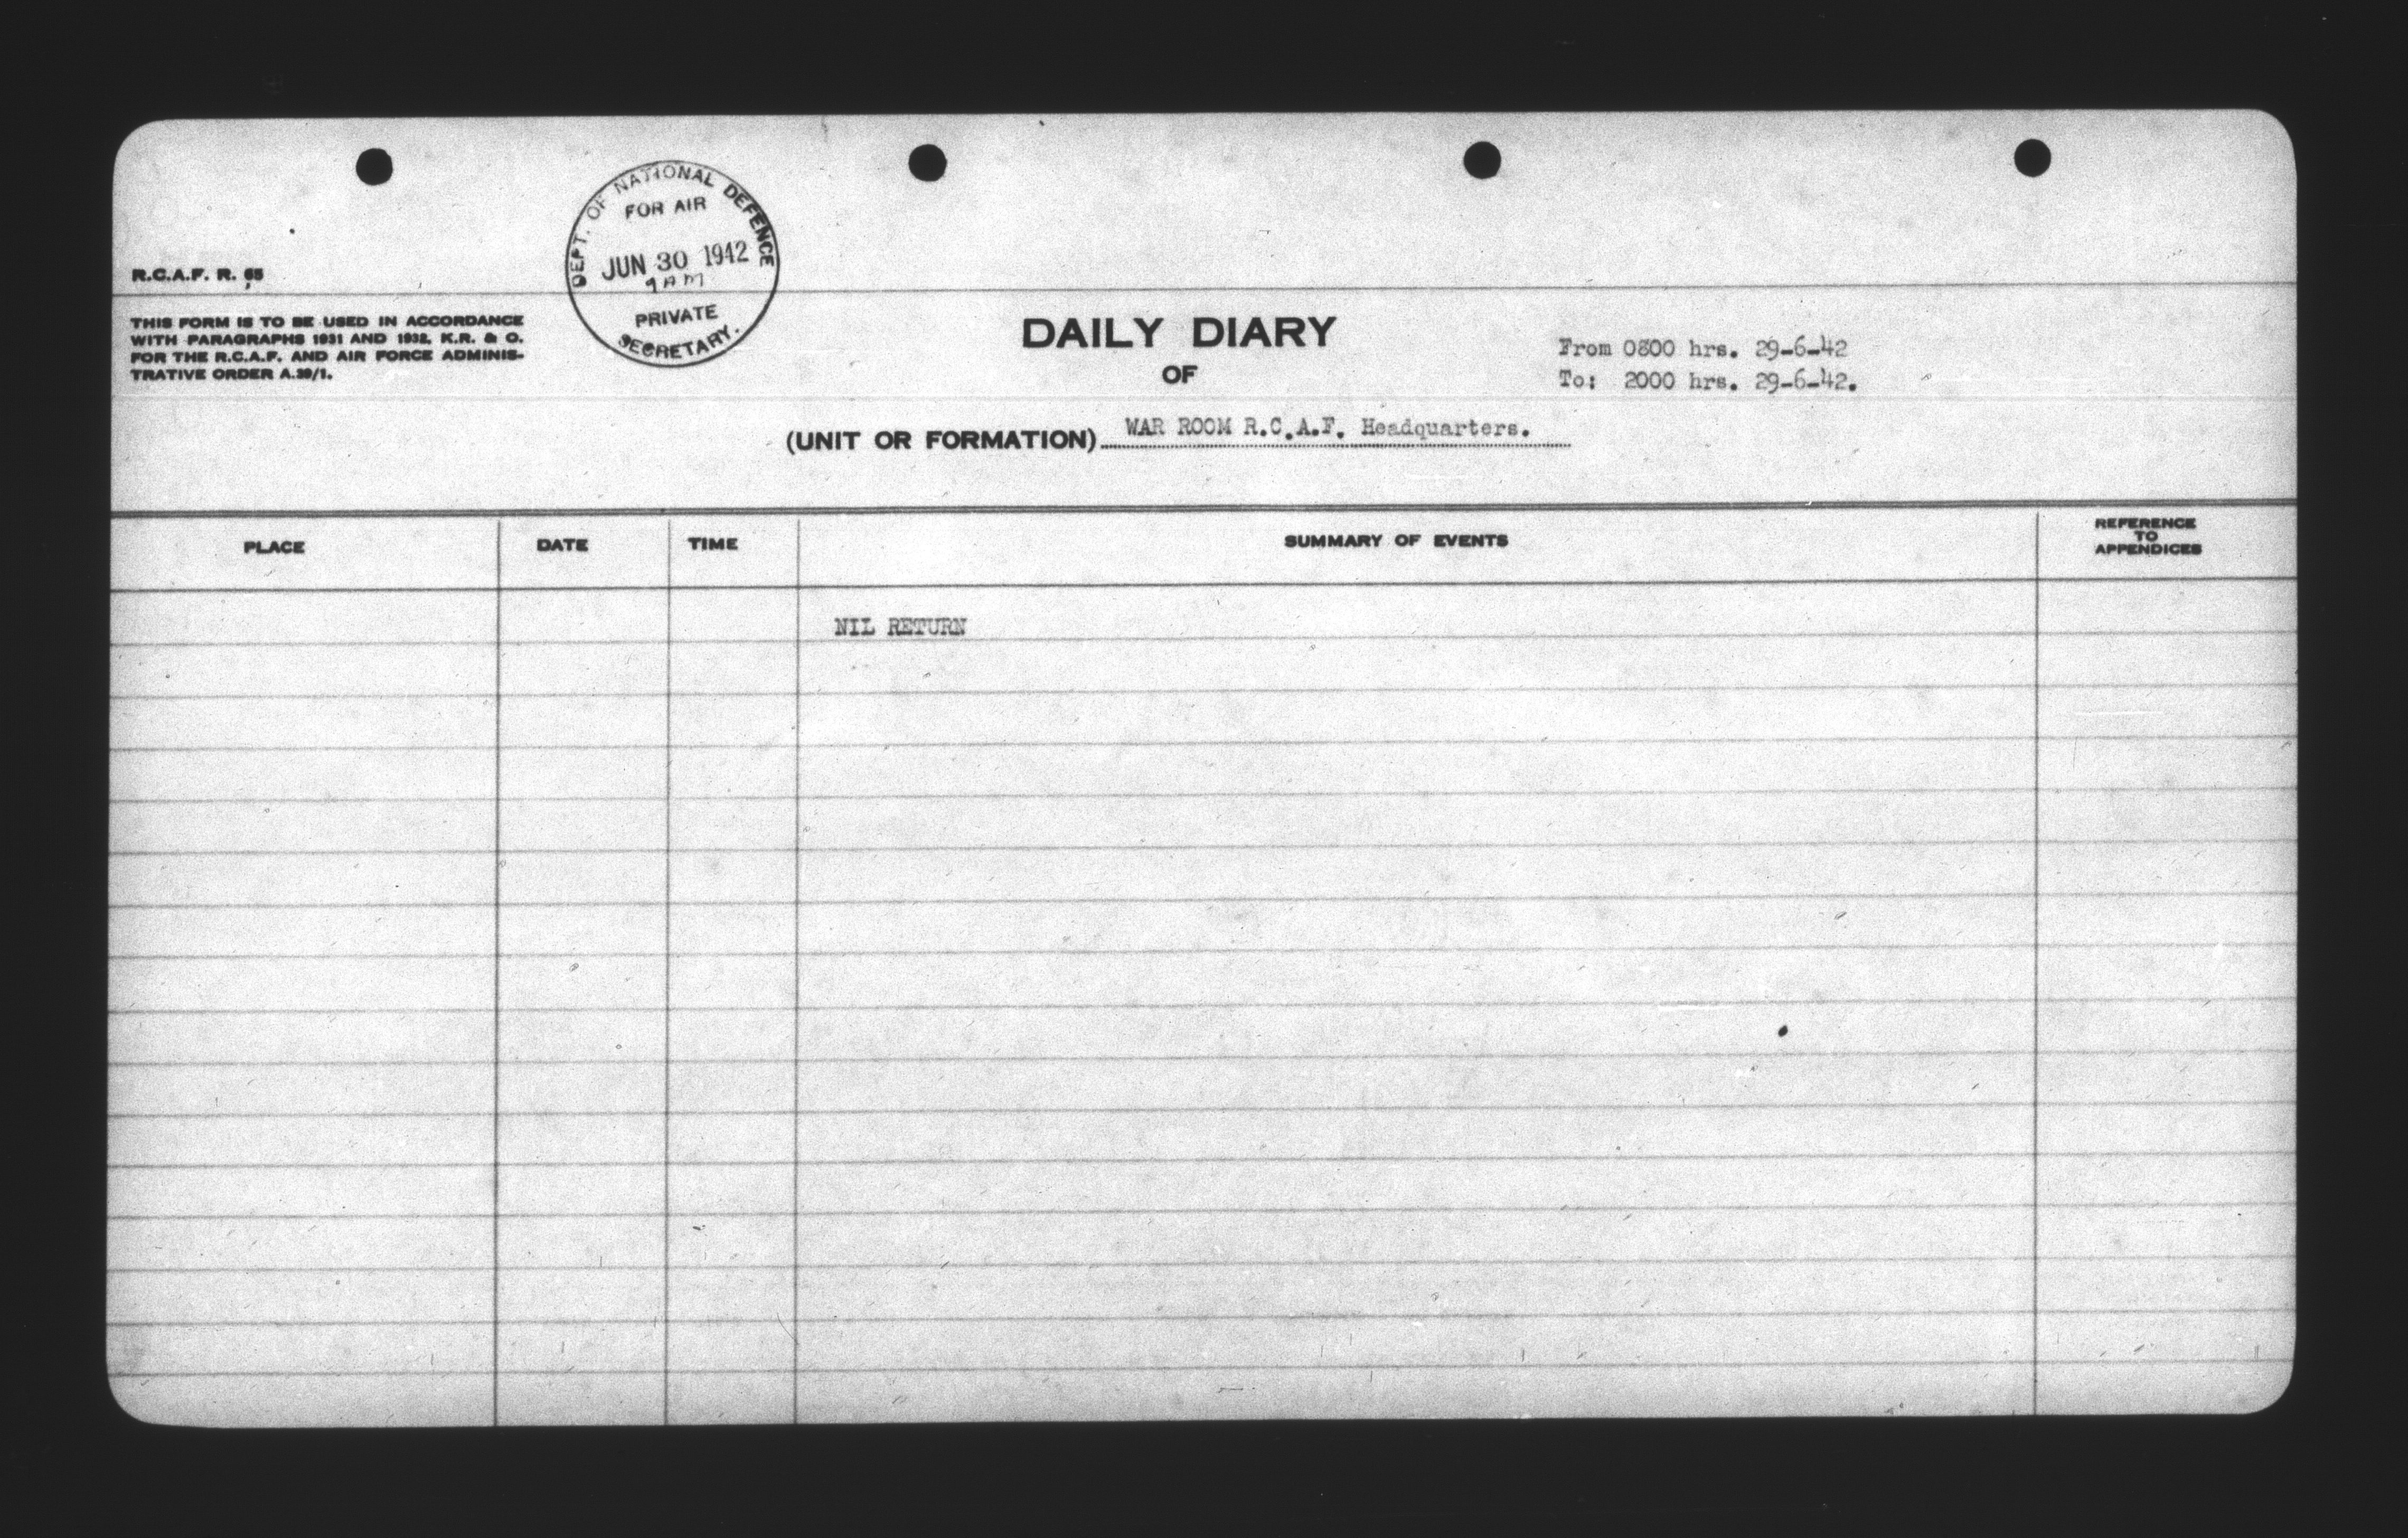 DEPT. OF NATIONAL DEFENCE
FOR AIR
JUN 30 1942
9 AM
PRIVATE
SECRETARY.
R.C.A.F. R. 65
THIS FORM IS TO BE USED IN ACCORDANCE
WITH PARAGRAPHS 1931 AND 1932, K.R. & O.
FOR THE R.C.A.F. AND AIR FORCE ADMINIS-
TRATIVE ORDER A.39/1.
DAILY DIARY
OF
From 0800 hrs. 29-6-42
To: 2000 hrs. 29-6-42.
(UNIT OR FORMATION) WAR ROOM R.C.A.F. Headquarters.
PLACE DATE TIME SUMMARY OF EVENTS REFERENCE
TO
APPENDICES
NIL RETURN